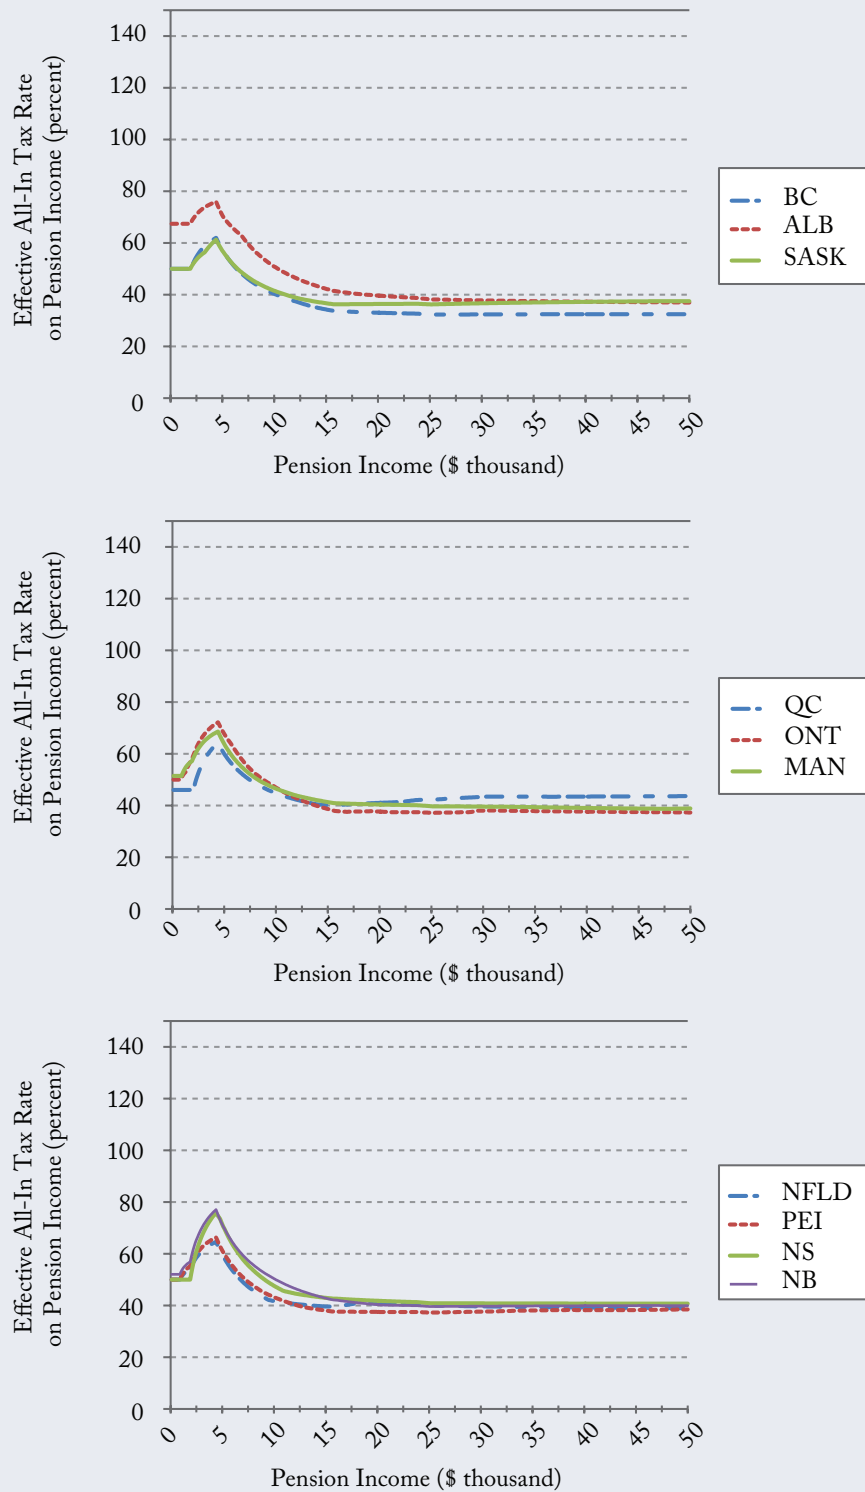 Effective All-In Tax Rate
on Pension Income (percent)
140
120
100
80
60
40
20
0
0 5 10 15 20 25 30 35 40 45 50
Pension Income ($ thousand)
BC
ALB
SASK
Effective All-In Tax Rate
on Pension Income (percent)
140
120
100
80
60
40
20
0
0 5 10 15 20 25 30 35 40 45 50
Pension Income ($ thousand)
QC
ONT
MAN
Effective All-In Tax Rate
on Pension Income (percent)
140
120
100
80
60
40
20
0
0 5 10 15 20 25 30 35 40 45 50
Pension Income ($ thousand)
NFLD
PEI
NS
NB